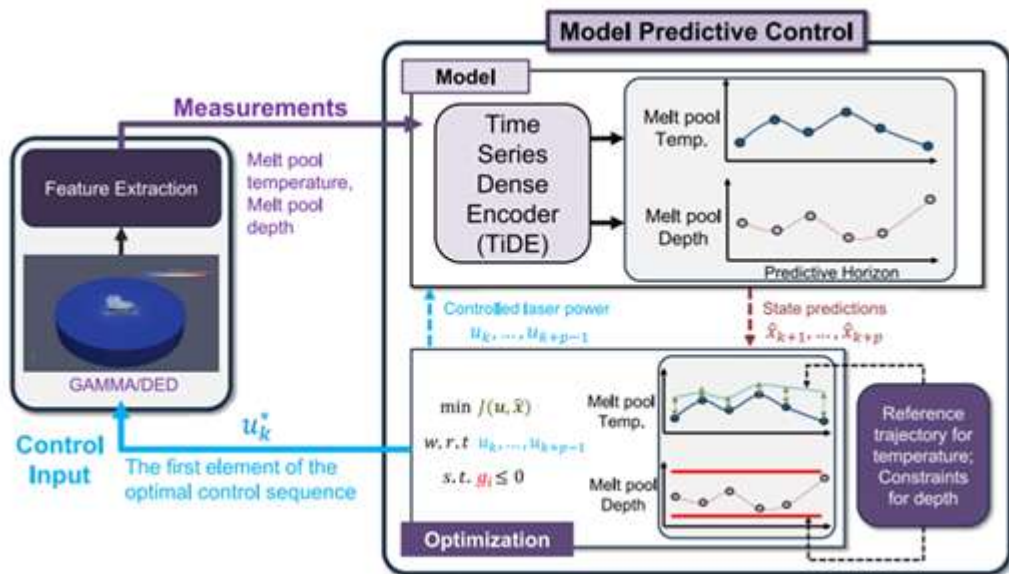 Model Predictive Control
Model
Measurements
Melt pool
temperature,
Melt pool
depth
Feature Extraction
GAMMA/DED
Time
Series
Dense
Encoder
(TiDE)
Melt pool
Temp.
Melt pool
Depth
Predictive Horizon
Controlled laser power
u_k, ..., u_{k+p−1}
State predictions
x̂_{k+1}, ..., x̂_{k+p}
min J(u, x̂)
w.r.t u_k, ..., u_{k+p−1}
s.t. g_i ≤ 0
Melt pool
Temp.
Melt pool
Depth
Reference
trajectory for
temperature;
Constraints
for depth
Optimization
Control
Input
u*_k
The first element of the
optimal control sequence